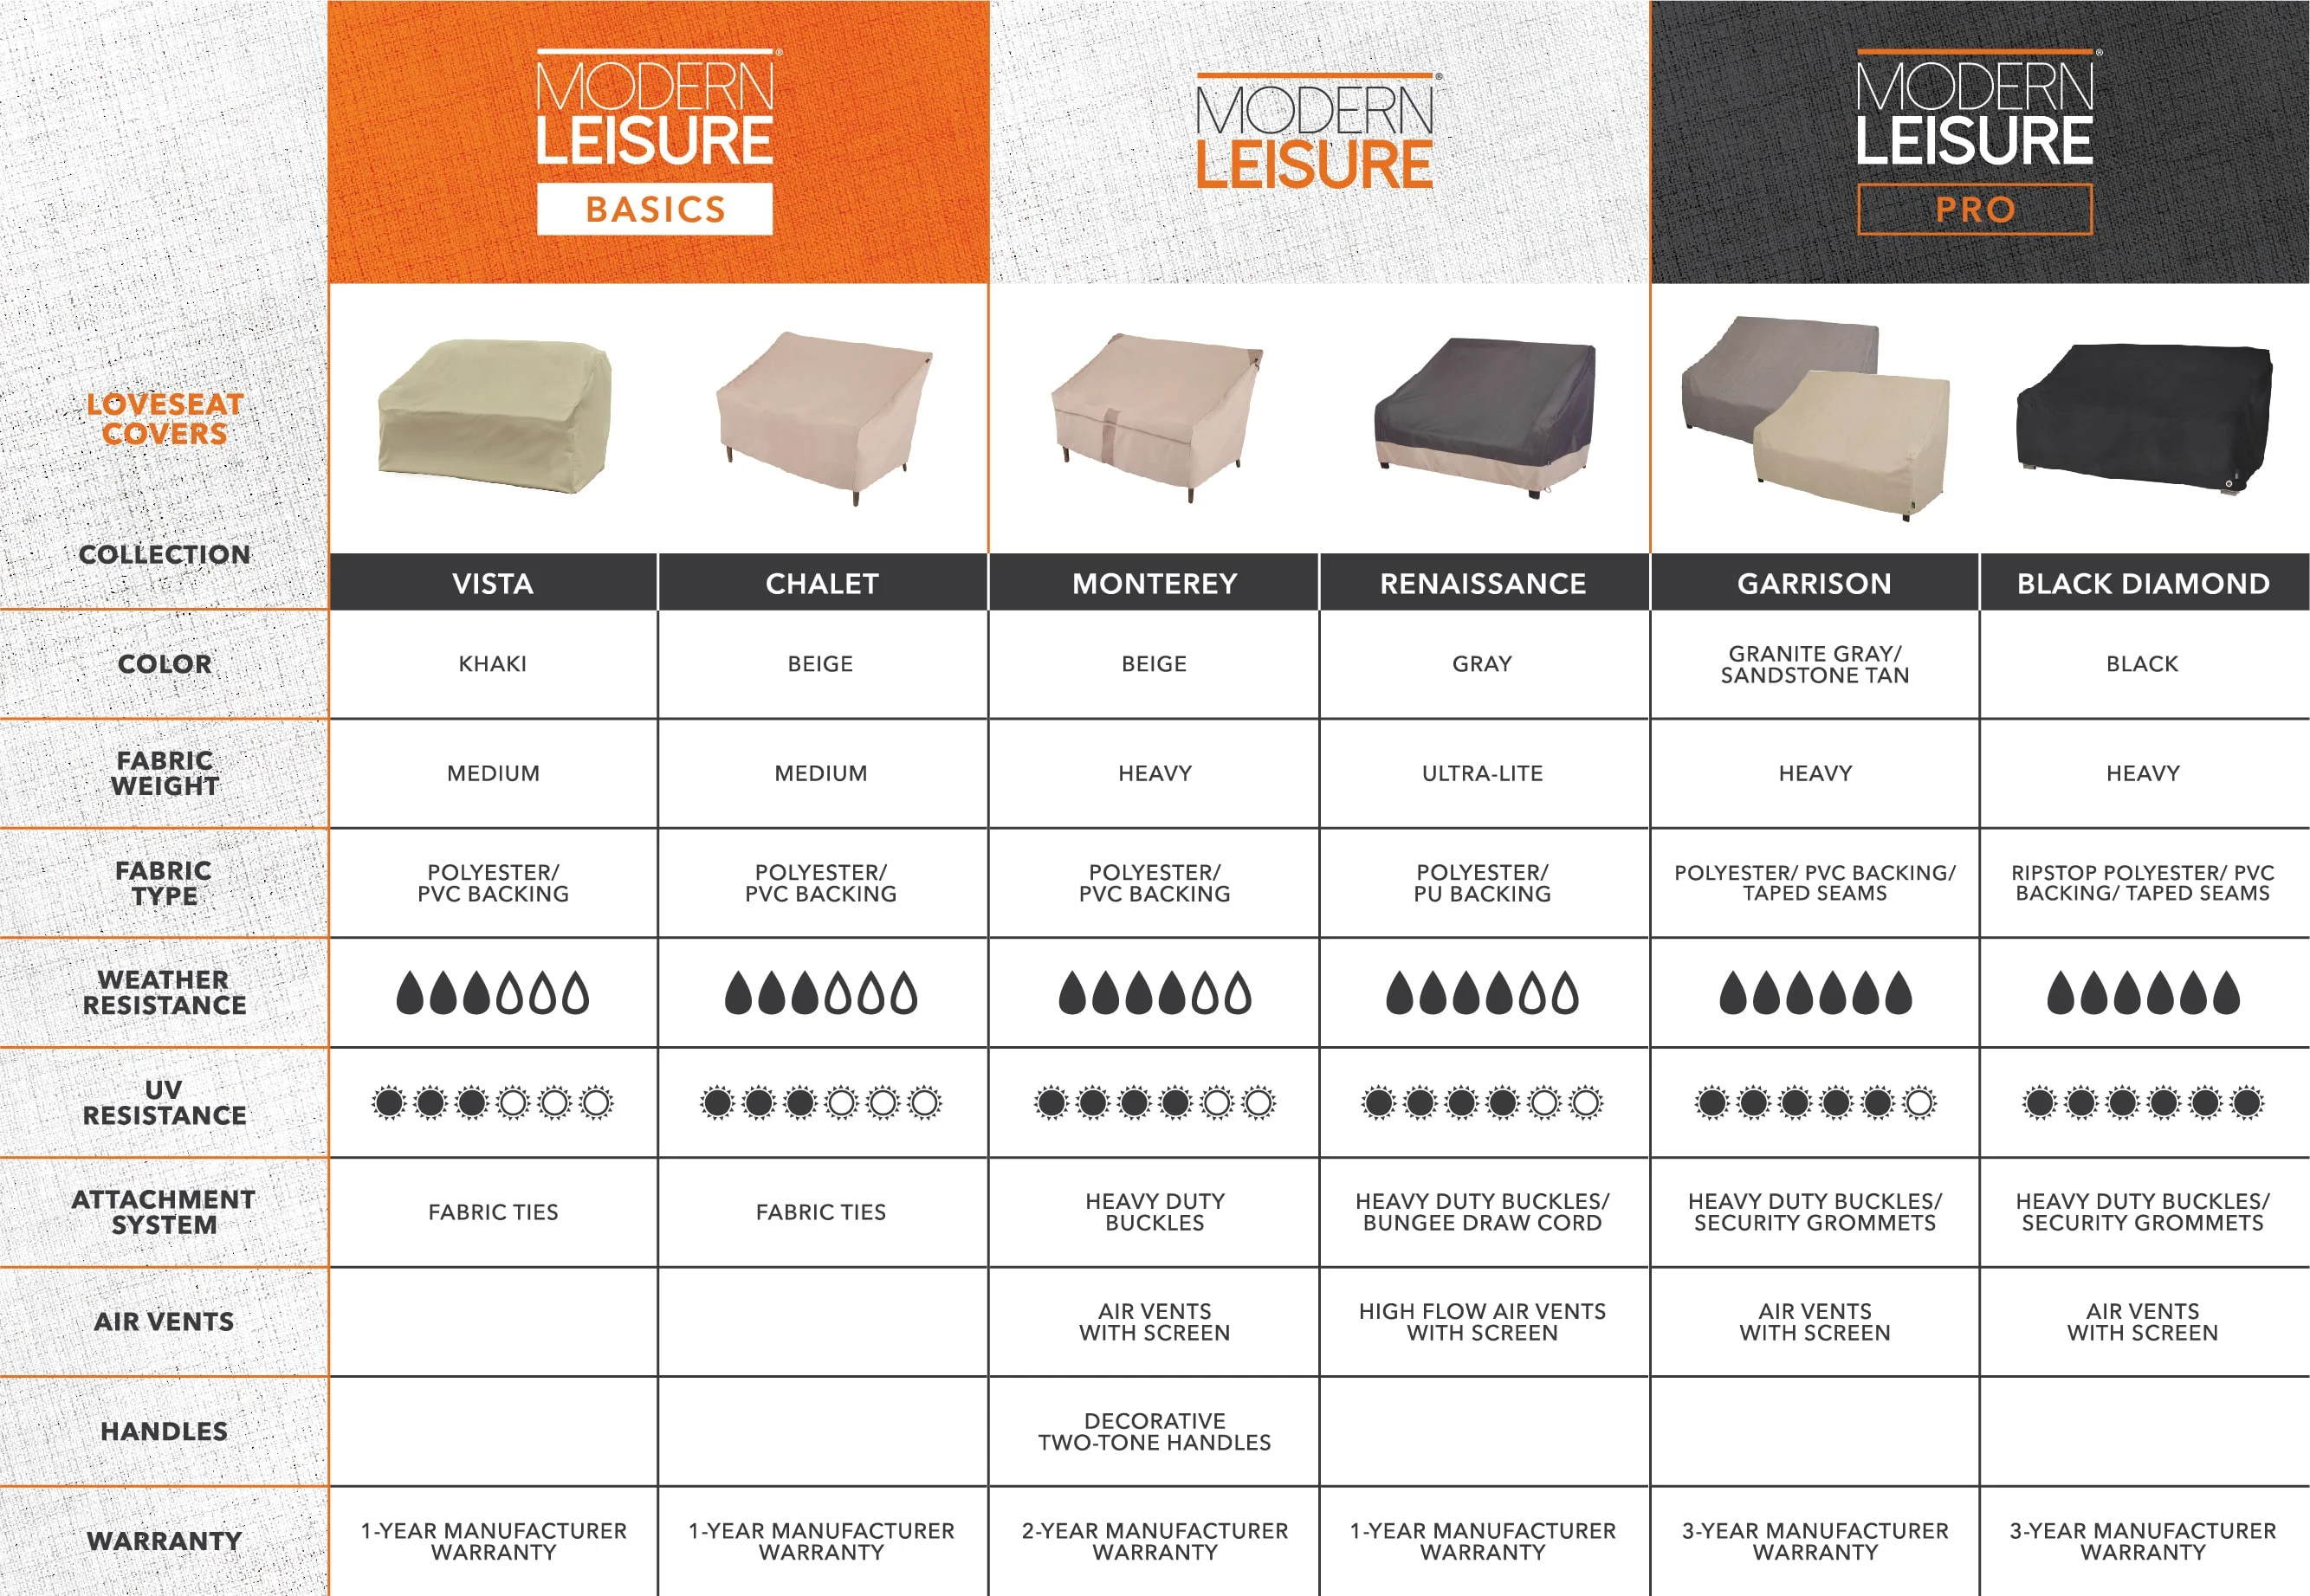 MODERN
LEISURE
®
BASICS
MODERN
LEISURE
®
MODERN
LEISURE
®
PRO
LOVESEAT
COVERS
COLLECTION
VISTA
CHALET
MONTEREY
RENAISSANCE
GARRISON
BLACK DIAMOND
COLOR
KHAKI
BEIGE
BEIGE
GRAY
GRANITE GRAY/
SANDSTONE TAN
BLACK
FABRIC
WEIGHT
MEDIUM
MEDIUM
HEAVY
ULTRA-LITE
HEAVY
HEAVY
FABRIC
TYPE
POLYESTER/
PVC BACKING
POLYESTER/
PVC BACKING
POLYESTER/
PVC BACKING
POLYESTER/
PU BACKING
POLYESTER/ PVC BACKING/
TAPED SEAMS
RIPSTOP POLYESTER/ PVC
BACKING/ TAPED SEAMS
WEATHER
RESISTANCE
UV
RESISTANCE
ATTACHMENT
SYSTEM
FABRIC TIES
FABRIC TIES
HEAVY DUTY
BUCKLES
HEAVY DUTY BUCKLES/
BUNGEE DRAW CORD
HEAVY DUTY BUCKLES/
SECURITY GROMMETS
HEAVY DUTY BUCKLES/
SECURITY GROMMETS
AIR VENTS
AIR VENTS
WITH SCREEN
HIGH FLOW AIR VENTS
WITH SCREEN
AIR VENTS
WITH SCREEN
AIR VENTS
WITH SCREEN
HANDLES
DECORATIVE
TWO-TONE HANDLES
WARRANTY
1-YEAR MANUFACTURER
WARRANTY
1-YEAR MANUFACTURER
WARRANTY
2-YEAR MANUFACTURER
WARRANTY
1-YEAR MANUFACTURER
WARRANTY
3-YEAR MANUFACTURER
WARRANTY
3-YEAR MANUFACTURER
WARRANTY